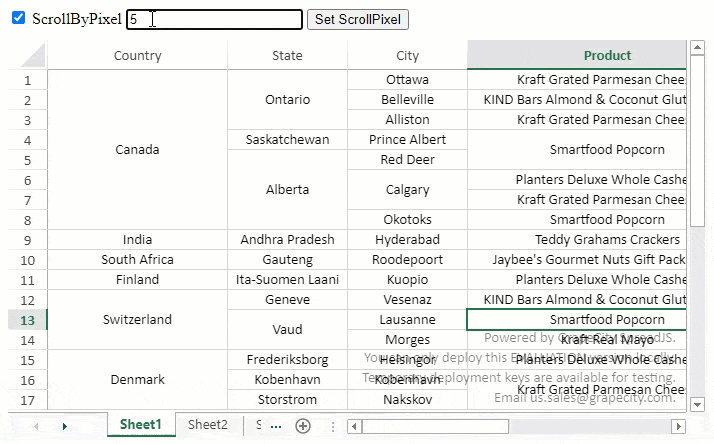 ScrollByPixel 5 Set ScrollPixel
Country State City Product
1 Ottawa Kraft Grated Parmesan Chee
2 Ontario Belleville KIND Bars Almond & Coconut Glut
3 Alliston Kraft Grated Parmesan Chee
4 Canada Saskatchewan Prince Albert Smartfood Popcorn
5 Red Deer
6 Alberta Calgary Planters Deluxe Whole Cashe
7 Kraft Grated Parmesan Chee
8 Okotoks Smartfood Popcorn
9 India Andhra Pradesh Hyderabad Teddy Grahams Crackers
10 South Africa Gauteng Roodepoort Jaybee's Gourmet Nuts Gift Pack
11 Finland Ita-Suomen Laani Kuopio Planters Deluxe Whole Cashe
12 Geneve Vesenaz KIND Bars Almond & Coconut Glut
13 Switzerland Vaud Lausanne Smartfood Popcorn
14 Morges Kraft Real Mayo
Powered by GrapeCity SpreadJS.
15 Frederiksborg Helsingor Planters Deluxe Whole Cashe
You can only deploy this EVALUATION version locally.
16 Denmark Kobenhavn Kobenhavn Kraft Grated Parmesan Chee
Temporary deployment keys are available for testing.
17 Storstrom Nakskov
Email us.sales@grapecity.com.
Sheet1 Sheet2 S ...